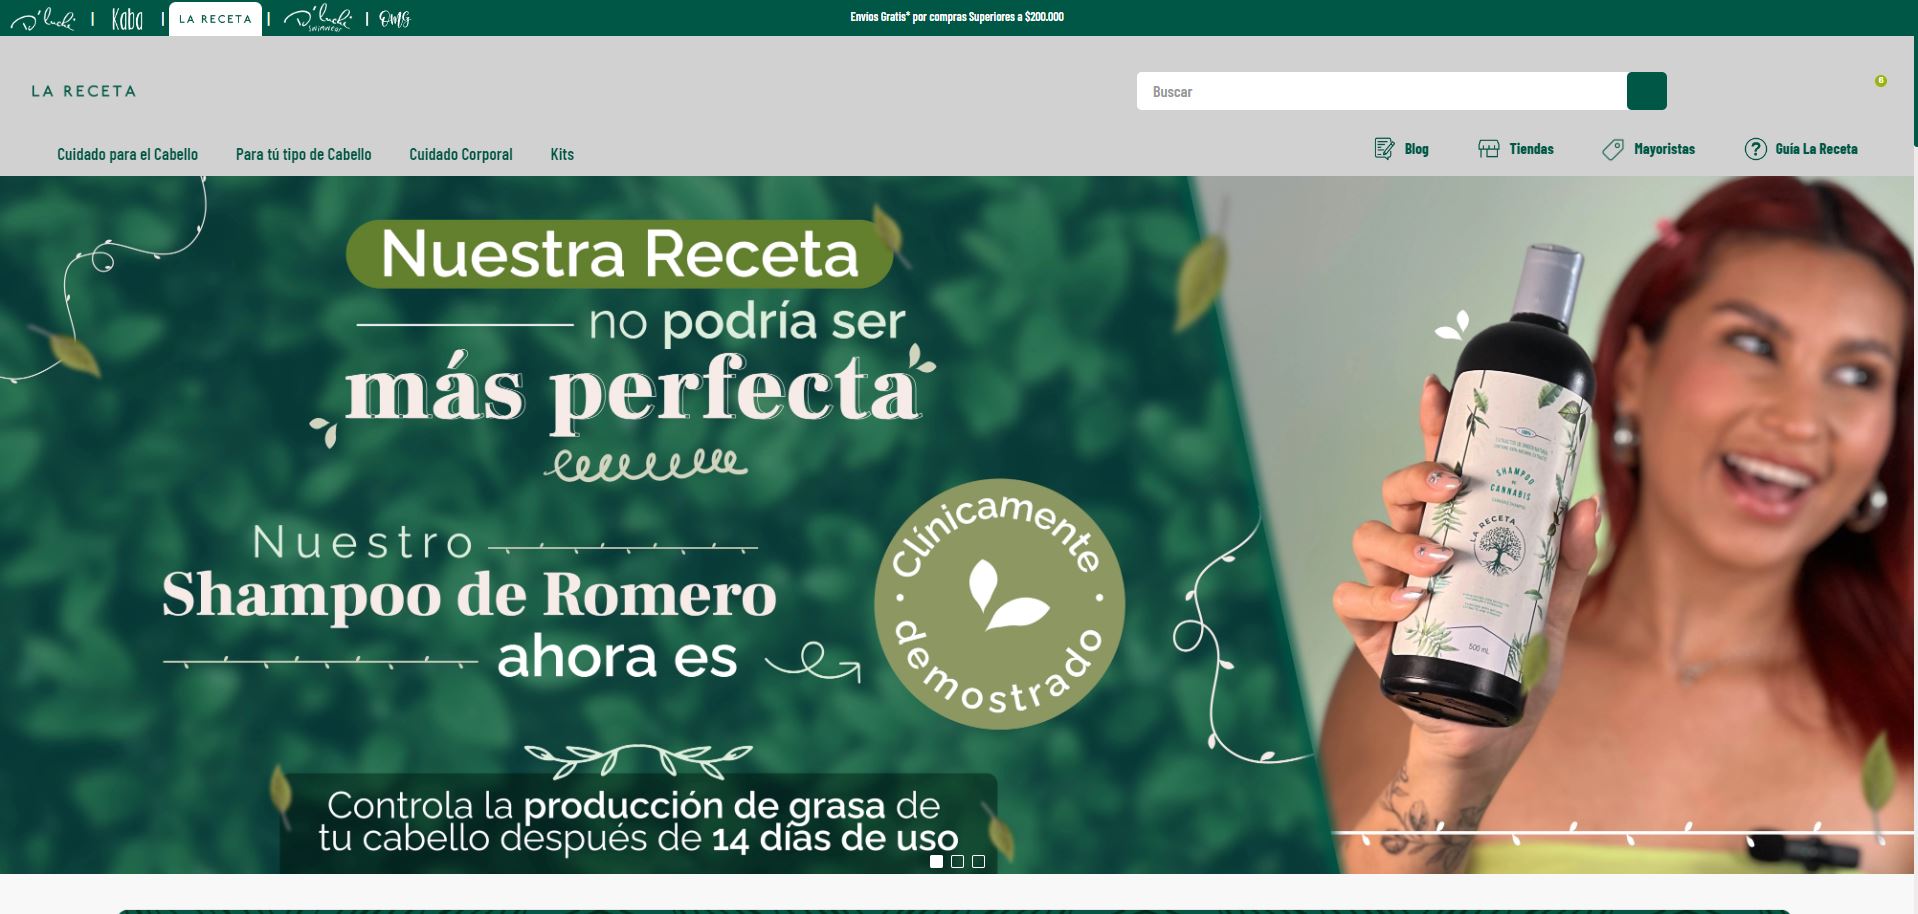 D'luchi | Kaba | LA RECETA | D'luchi SWIMWEAR | OMG
Envíos Gratis* por compras Superiores a $200.000
LA RECETA
Buscar
6
Cuidado para el Cabello
Para tú tipo de Cabello
Cuidado Corporal
Kits
Blog
Tiendas
Mayoristas
Guía La Receta
Nuestra Receta
no podría ser
más perfecta
Nuestro
Shampoo de Romero
ahora es
Clínicamente
demostrado
Controla la producción de grasa de
tu cabello después de 14 días de uso
SHAMPOO
DE
CANNABIS
LA RECETA
500 mL